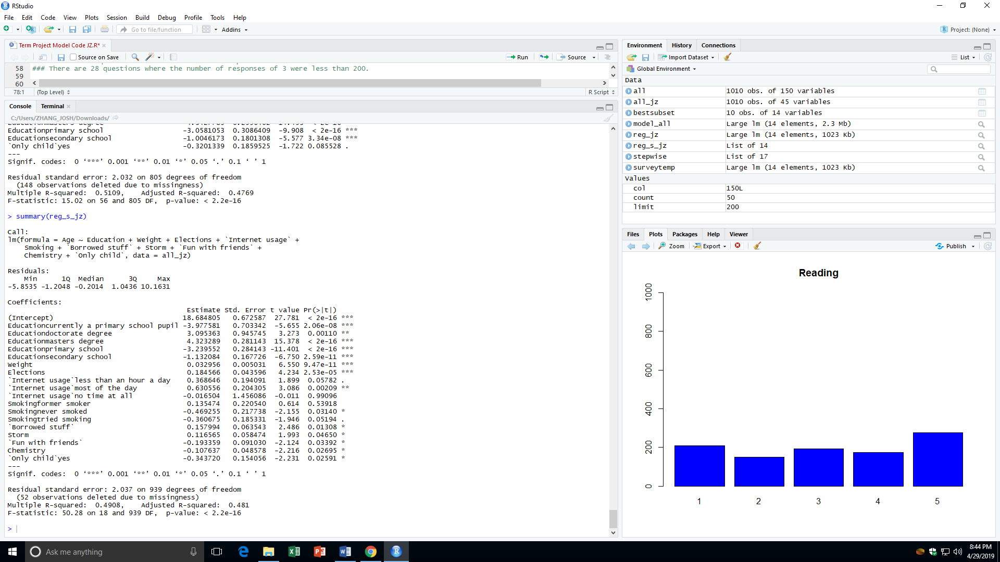 RStudio
File Edit Code View Plots Session Build Debug Profile Tools Help
Go to file/function Addins Project: (None)
Term Project Model Code JZ.R*
Source on Save Run Source
58 ### There are 28 questions where the number of responses of 3 were less than 200.
59
60
78:1 (Top Level) R Script
Console Terminal
C:/Users/ZHANG_JOSH/Downloads/
Educationprimary school -3.0581053 0.3086409 -9.908 < 2e-16 ***
Educationsecondary school -1.0046173 0.1801308 -5.577 3.34e-08 ***
`Only child`yes -0.3201339 0.1859525 -1.722 0.085528 .
---
Signif. codes: 0 ‘***’ 0.001 ‘**’ 0.01 ‘*’ 0.05 ‘.’ 0.1 ‘ ’ 1
Residual standard error: 2.032 on 805 degrees of freedom
(148 observations deleted due to missingness)
Multiple R-squared: 0.5109, Adjusted R-squared: 0.4769
F-statistic: 15.02 on 56 and 805 DF, p-value: < 2.2e-16
> summary(reg_s_jz)
Call:
lm(formula = Age ~ Education + Weight + Elections + `Internet usage` +
Smoking + `Borrowed stuff` + Storm + `Fun with friends` +
Chemistry + `Only child`, data = all_jz)
Residuals:
Min 1Q Median 3Q Max
-5.8535 -1.2048 -0.2014 1.0436 10.1631
Coefficients:
Estimate Std. Error t value Pr(>|t|)
(Intercept) 18.684805 0.672587 27.781 < 2e-16 ***
Educationcurrently a primary school pupil -3.977581 0.703342 -5.655 2.06e-08 ***
Educationdoctorate degree 3.095363 0.945745 3.273 0.00110 **
Educationmasters degree 4.323289 0.281143 15.378 < 2e-16 ***
Educationprimary school -3.239552 0.284143 -11.401 < 2e-16 ***
Educationsecondary school -1.132084 0.167726 -6.750 2.59e-11 ***
Weight 0.032956 0.005031 6.550 9.47e-11 ***
Elections 0.184566 0.043596 4.234 2.53e-05 ***
`Internet usage`less than an hour a day 0.368646 0.194091 1.899 0.05782 .
`Internet usage`most of the day 0.630556 0.204305 3.086 0.00209 **
`Internet usage`no time at all -0.016504 1.456086 -0.011 0.99096
Smokingformer smoker 0.135474 0.220540 0.614 0.53918
Smokingnever smoked -0.469255 0.217738 -2.155 0.03140 *
Smokingtried smoking -0.360675 0.185331 -1.946 0.05194 .
`Borrowed stuff` 0.157994 0.063543 2.486 0.01308 *
Storm 0.116565 0.058474 1.993 0.04650 *
`Fun with friends` -0.193359 0.091030 -2.124 0.03392 *
Chemistry -0.107637 0.048578 -2.216 0.02695 *
`Only child`yes -0.343720 0.154056 -2.231 0.02591 *
---
Signif. codes: 0 ‘***’ 0.001 ‘**’ 0.01 ‘*’ 0.05 ‘.’ 0.1 ‘ ’ 1
Residual standard error: 2.037 on 939 degrees of freedom
(52 observations deleted due to missingness)
Multiple R-squared: 0.4908, Adjusted R-squared: 0.481
F-statistic: 50.28 on 18 and 939 DF, p-value: < 2.2e-16
>
Environment History Connections
Import Dataset List
Global Environment
Data
all 1010 obs. of 150 variables
all_jz 1010 obs. of 45 variables
bestsubset 10 obs. of 14 variables
model_all Large lm (14 elements, 2.3 Mb)
reg_jz Large lm (14 elements, 1023 Kb)
reg_s_jz List of 14
stepwise List of 17
surveytemp Large lm (14 elements, 1023 Kb)
Values
col 150L
count 50
limit 200
Files Plots Packages Help Viewer
Zoom Export Publish
Reading
1000
800
600
400
200
0
1 2 3 4 5
Ask me anything
8:44 PM
4/29/2019